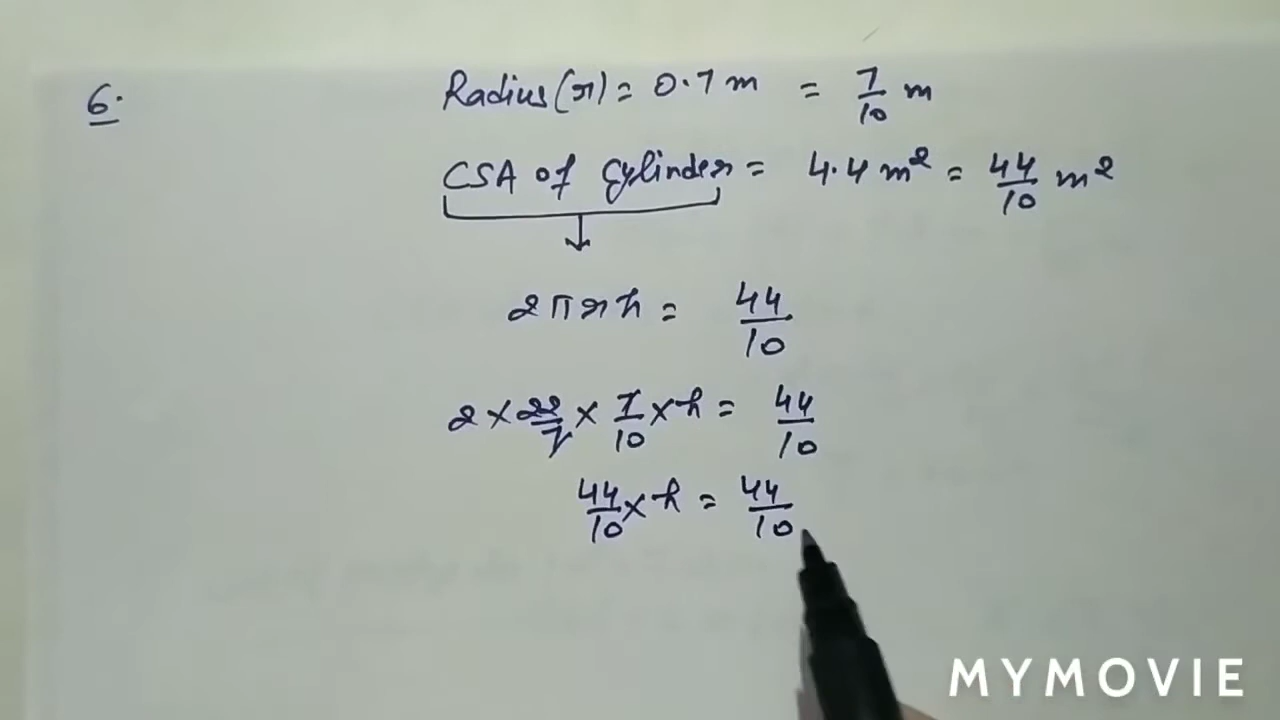 6.
Radius(r) = 0.7 m = 7/10 m
CSA of Cylinder = 4.4 m² = 44/10 m²
2πrh = 44/10
2 × 22/7 × 7/10 × h = 44/10
44/10 × h = 44/10
MYMOVIE